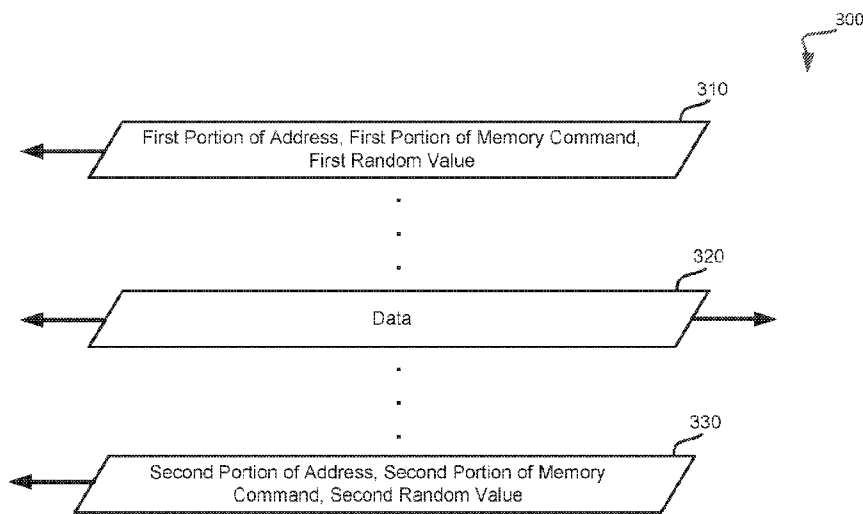 300
310
First Portion of Address, First Portion of Memory Command,
First Random Value
320
Data
330
Second Portion of Address, Second Portion of Memory
Command, Second Random Value